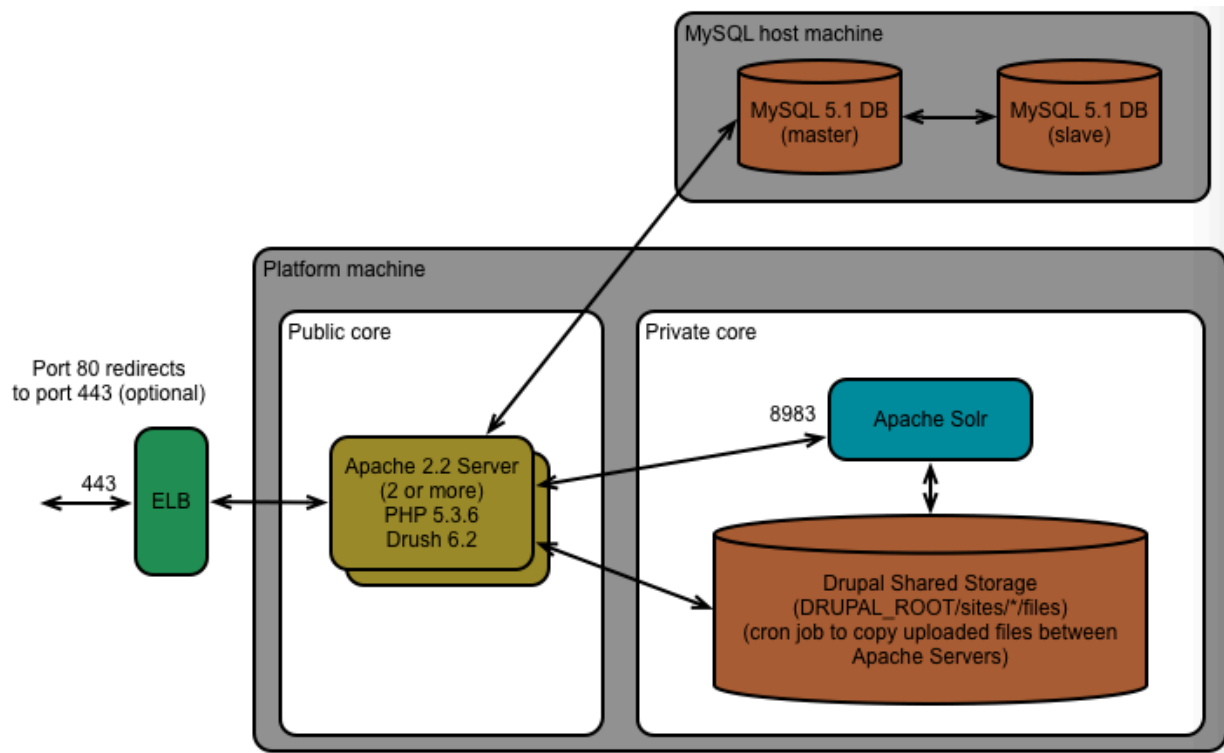 MySQL host machine
MySQL 5.1 DB
(master)
MySQL 5.1 DB
(slave)
Platform machine
Public core
Private core
Port 80 redirects
to port 443 (optional)
443
ELB
Apache 2.2 Server
(2 or more)
PHP 5.3.6
Drush 6.2
8983
Apache Solr
Drupal Shared Storage
(DRUPAL_ROOT/sites/*/files)
(cron job to copy uploaded files between
Apache Servers)